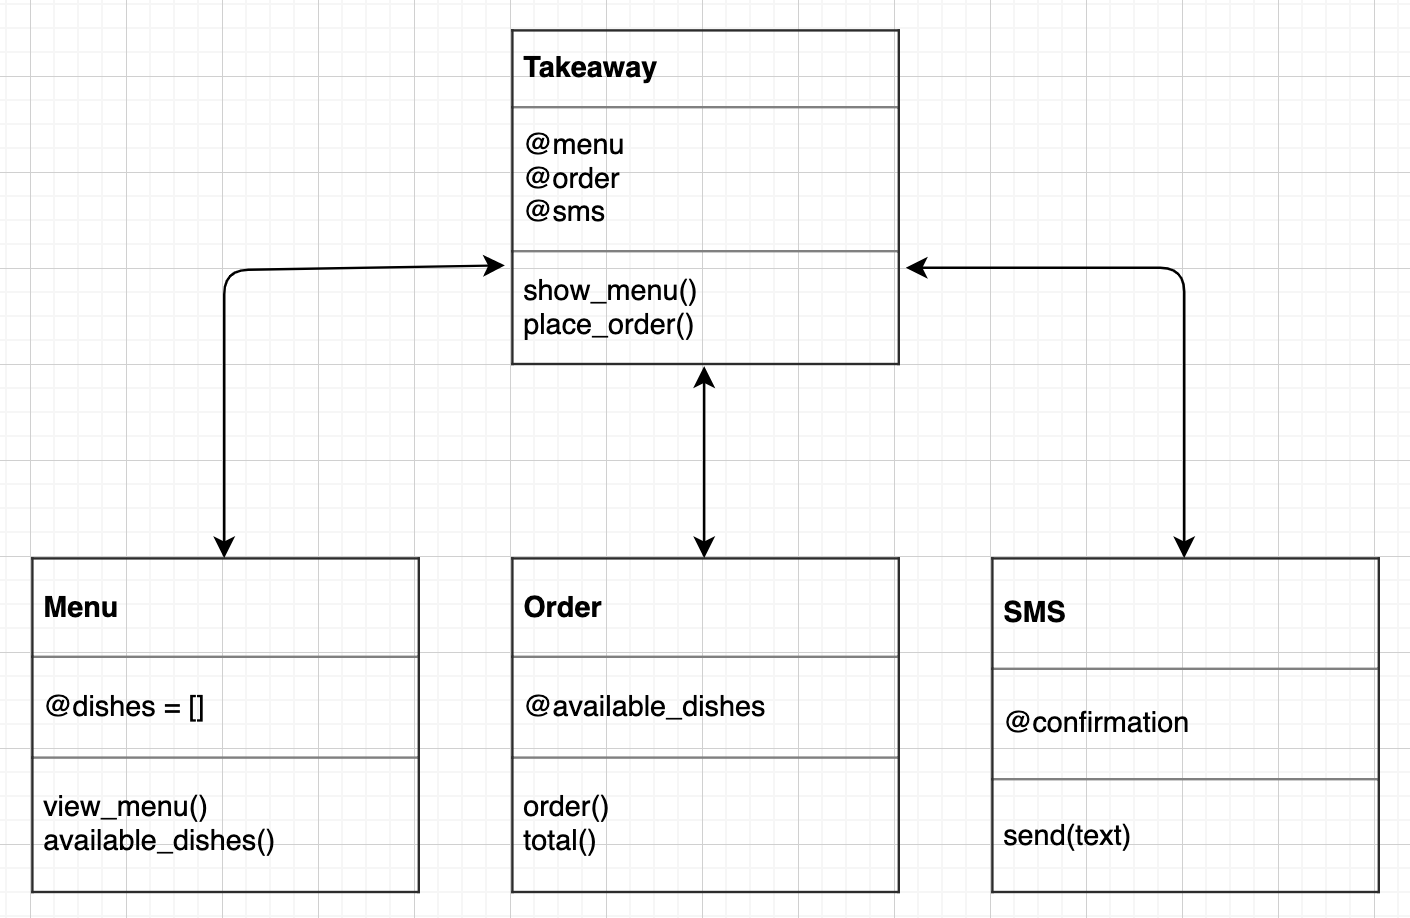 Takeaway
@menu
@order
@sms
show_menu()
place_order()
Menu
@dishes = []
view_menu()
available_dishes()
Order
@available_dishes
order()
total()
SMS
@confirmation
send(text)